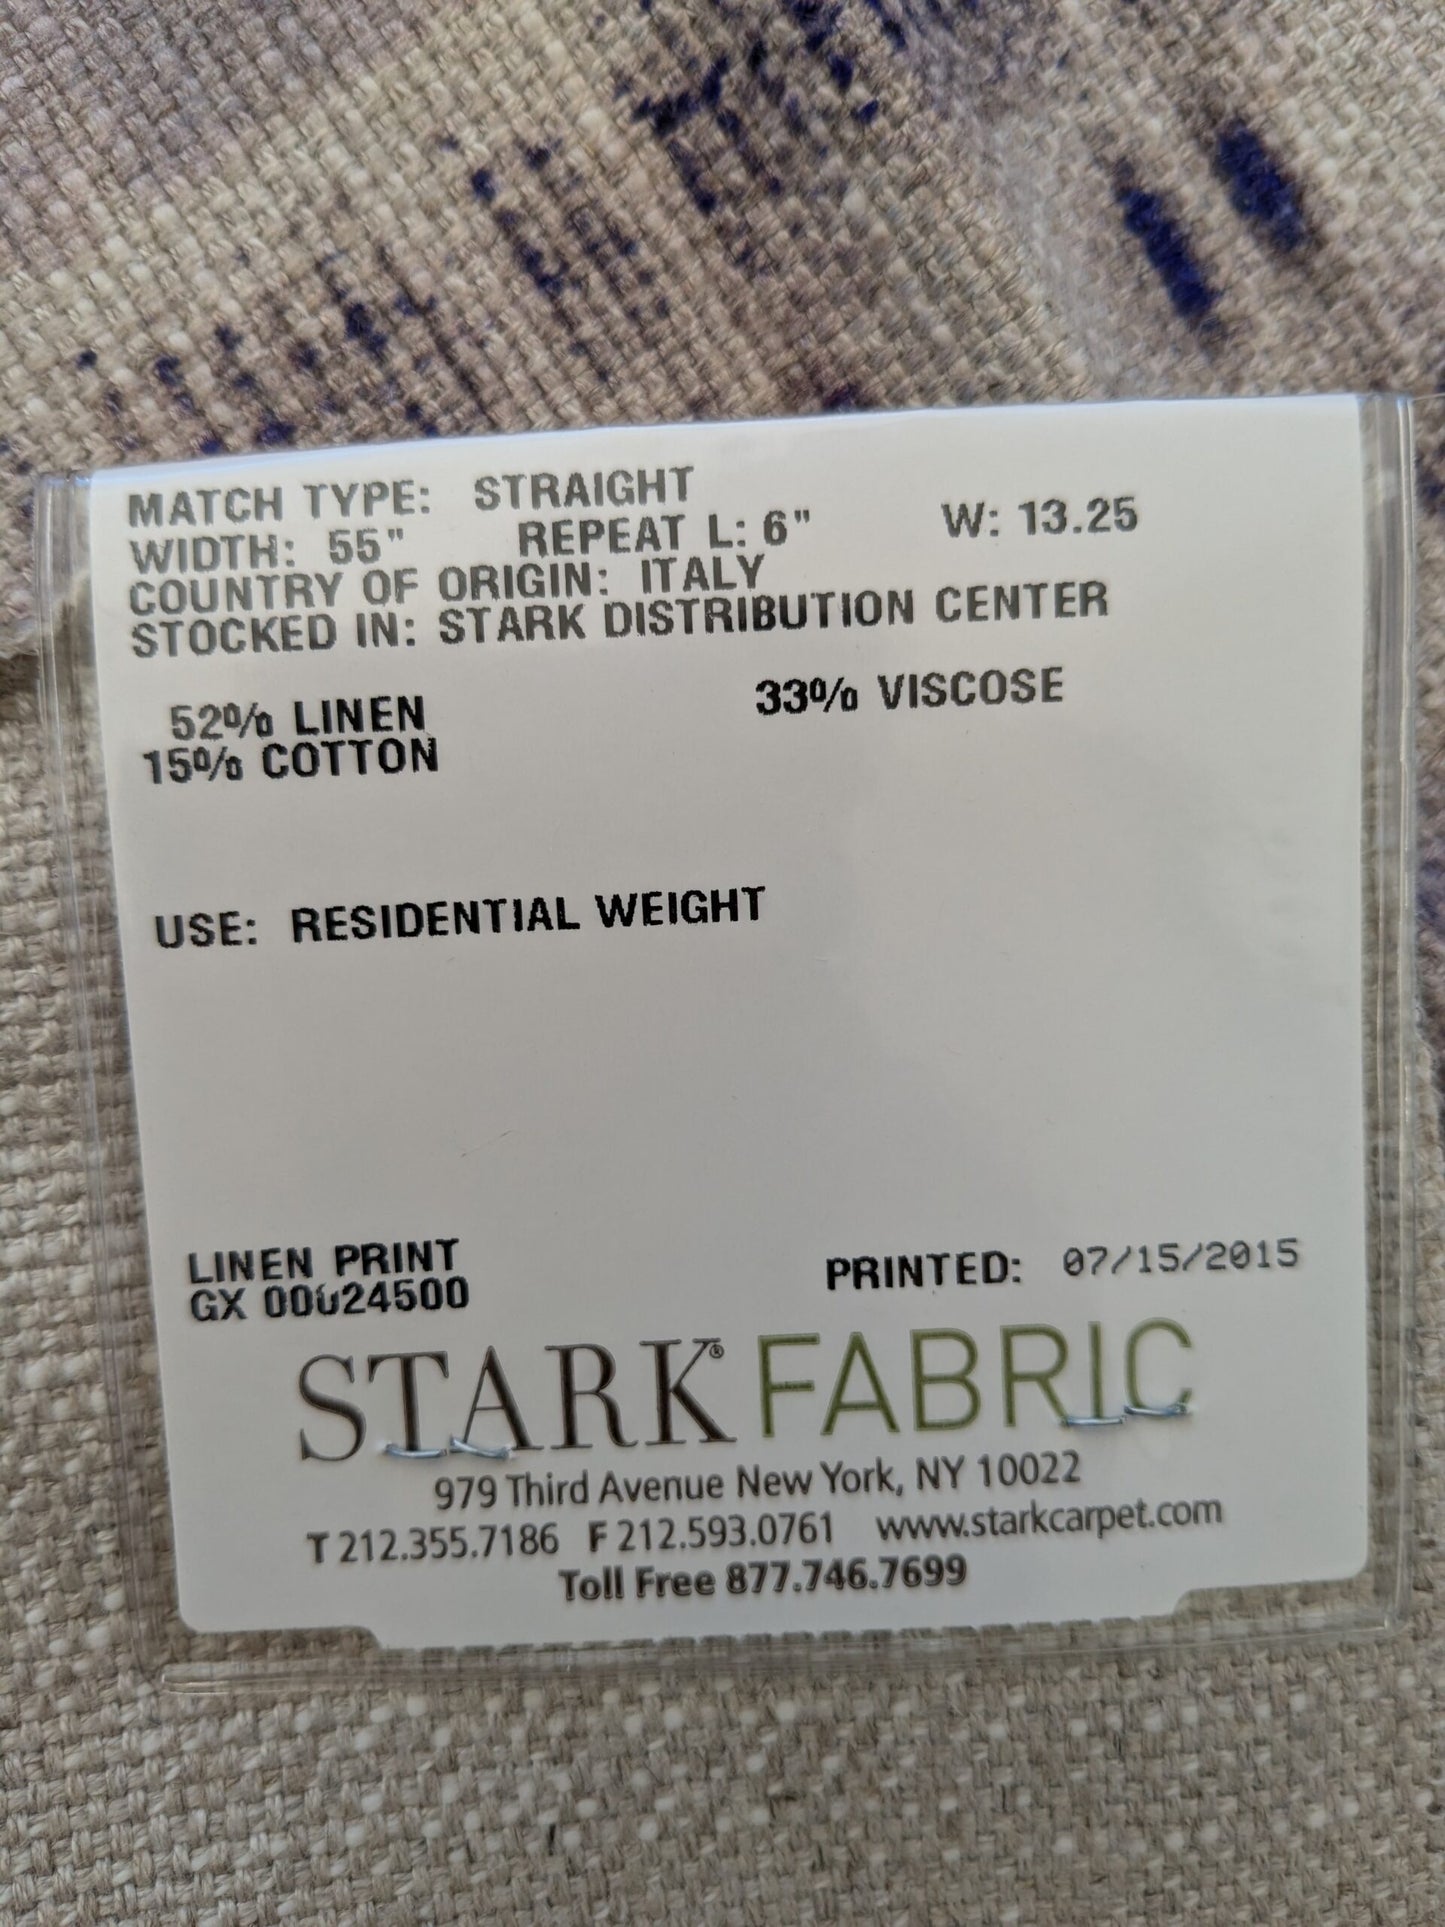 MATCH TYPE: STRAIGHT
WIDTH: 55" REPEAT L: 6" W: 13.25
COUNTRY OF ORIGIN: ITALY
STOCKED IN: STARK DISTRIBUTION CENTER
52% LINEN 33% VISCOSE
15% COTTON
USE: RESIDENTIAL WEIGHT
LINEN PRINT
GX 00024500 PRINTED: 07/15/2015
STARK® FABRIC
979 Third Avenue New York, NY 10022
T 212.355.7186 F 212.593.0761 www.starkcarpet.com
Toll Free 877.746.7699